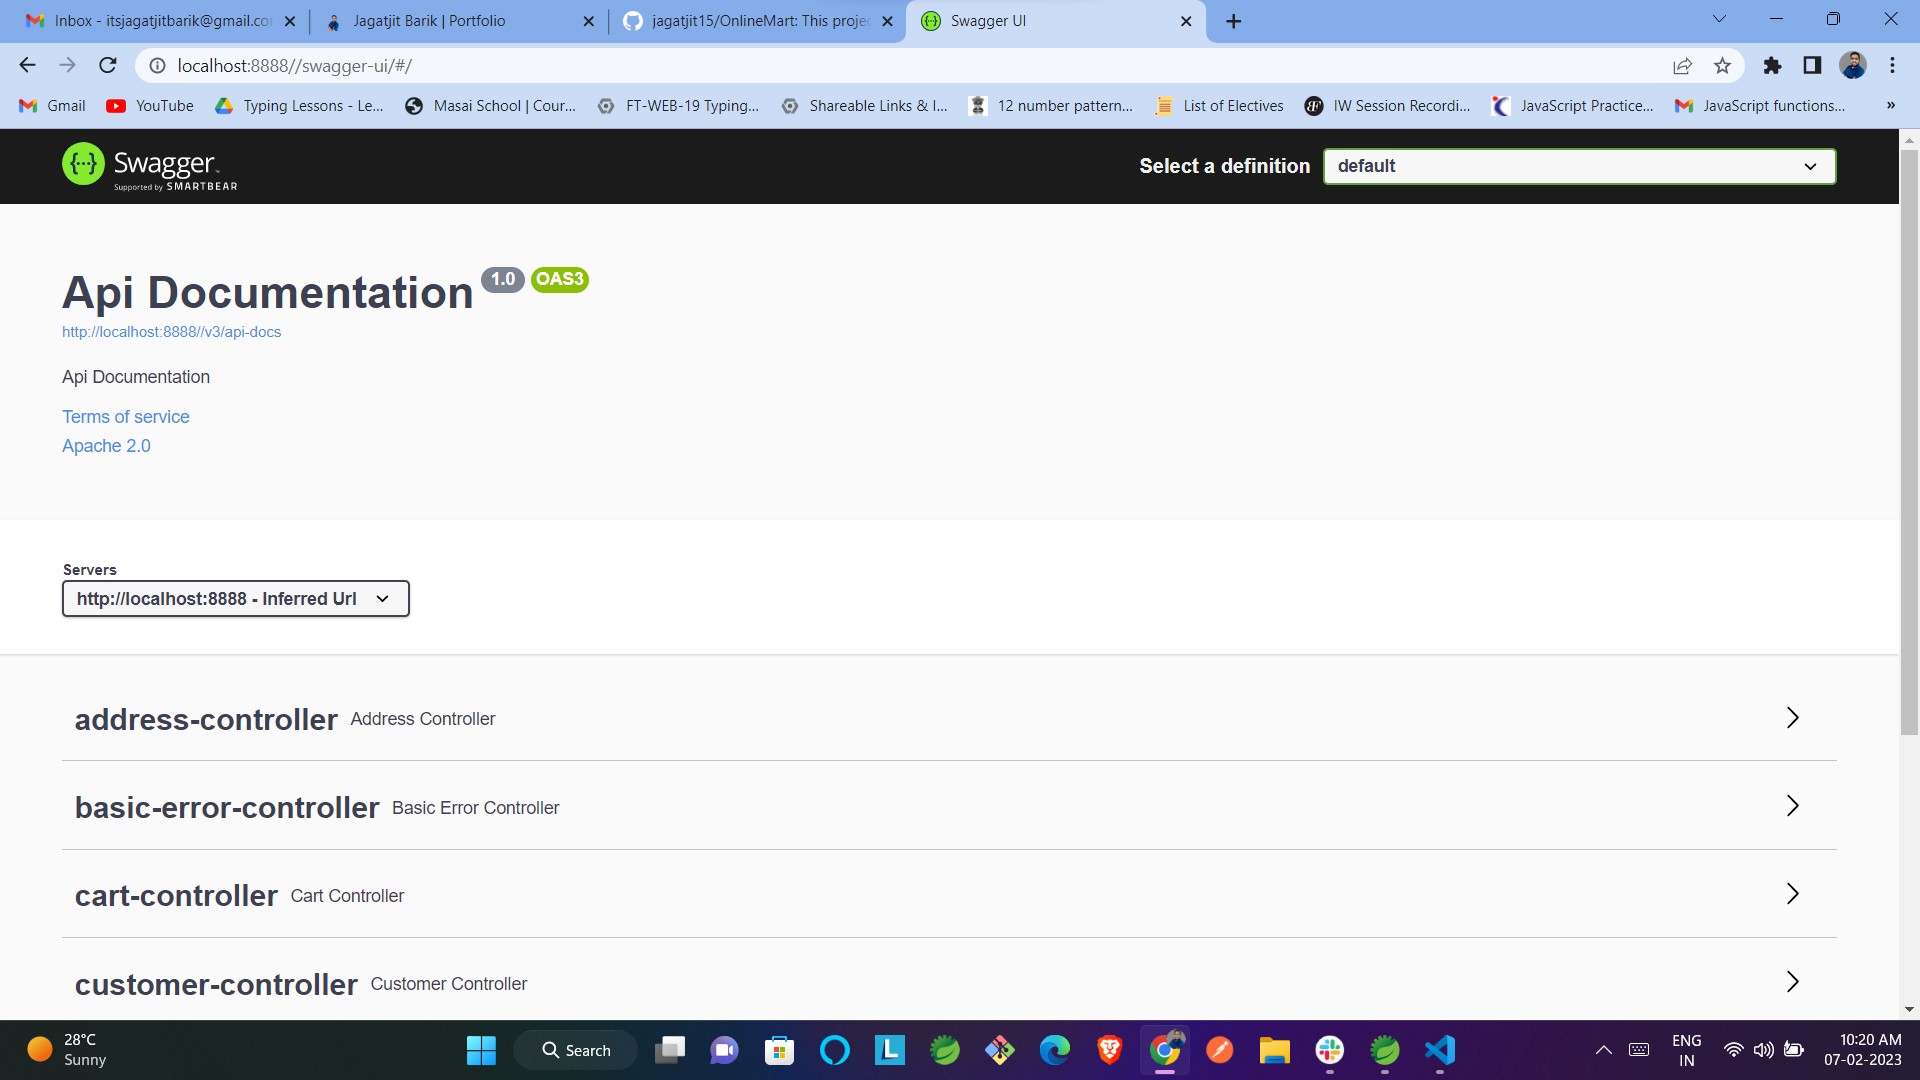 Inbox - itsjagatjitbarik@gmail.co
Jagatjit Barik | Portfolio
jagatjit15/OnlineMart: This projec
Swagger UI
localhost:8888//swagger-ui/#/
Gmail
YouTube
Typing Lessons - Le...
Masai School | Cour...
FT-WEB-19 Typing...
Shareable Links & I...
12 number pattern...
List of Electives
IW Session Recordi...
JavaScript Practice...
JavaScript functions...
»
Swagger
Supported by SMARTBEAR
Select a definition
default
Api Documentation 1.0 OAS3
http://localhost:8888//v3/api-docs
Api Documentation
Terms of service
Apache 2.0
Servers
http://localhost:8888 - Inferred Url
address-controller Address Controller
basic-error-controller Basic Error Controller
cart-controller Cart Controller
customer-controller Customer Controller
28°C
Sunny
Search
ENG
IN
10:20 AM
07-02-2023